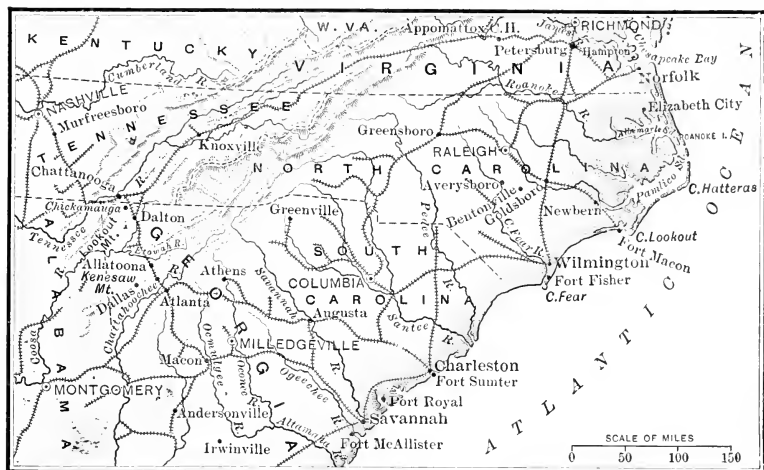 W. VA.
Appomattox C.H.
James
RICHMOND
KENTUCKY
Petersburg
Hampton
Chesapeake Bay
Cumberland R.
VIRGINIA
Norfolk
NASHVILLE
Roanoke R.
Murfreesboro
Elizabeth City
TENNESSEE
Albemarle S.
ROANOKE I.
Greensboro
Knoxville
RALEIGH
Chattanooga
NORTH CAROLINA
Averysboro
Pamlico Sd.
Chickamauga
Bentonville
Goldsboro
C. Hatteras
Dalton
Greenville
Peedee R.
Newbern
Tennessee R.
Lookout Mt.
C. Fear R.
C. Lookout
Etowah R.
SOUTH CAROLINA
Fort Macon
Allatoona
Athens
Wilmington
Kenesaw Mt.
COLUMBIA
Fort Fisher
Dallas
Savannah R.
C. Fear
Atlanta
Augusta
Santee R.
Chattahoochee R.
GEORGIA
Coosa R.
MILLEDGEVILLE
ALABAMA
Macon
Ocmulgee R.
Oconee R.
Ogeechee R.
Charleston
MONTGOMERY
Fort Sumter
Port Royal
Andersonville
Altamaha R.
Savannah
Irwinville
Fort McAllister
ATLANTIC OCEAN
SCALE OF MILES
0 50 100 150